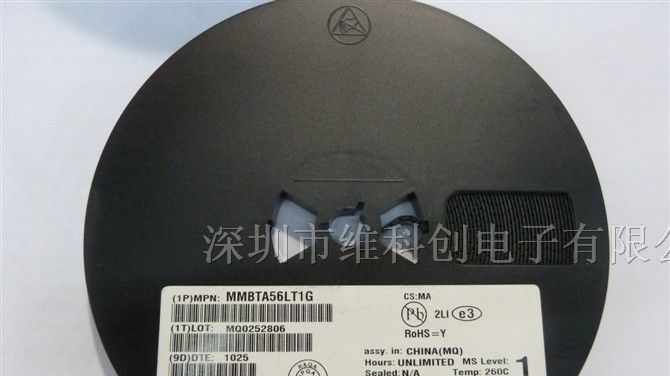 深圳市维科创电子有限公
(1P)MPN: MMBTA56LT1G
CS:MA
Pb 2LI e3
RoHS=Y
(1T)LOT: MQ0252806
(9D)DTE: 1025
assy. in: CHINA(MQ)
Hours: UNLIMITED MS Level: 1
Sealed: N/A Temp: 260C